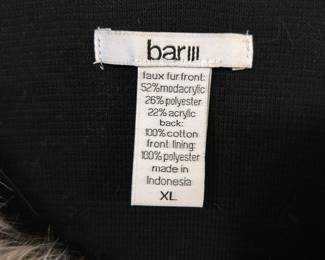 bar III
faux fur front:
52%modacrylic
26%polyester
22%acrylic
back:
100%cotton
front lining:
100%polyester
made in
Indonesia
XL